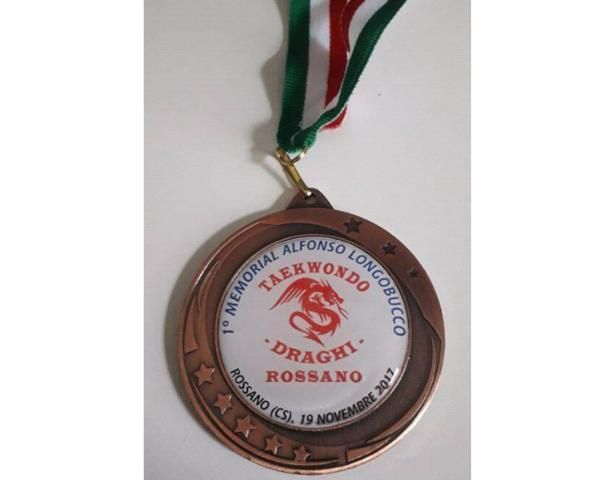 1° MEMORIAL ALFONSO LONGOBUCCO
TAEKWONDO
- DRAGHI -
ROSSANO
ROSSANO (CS), 19 NOVEMBRE 2017